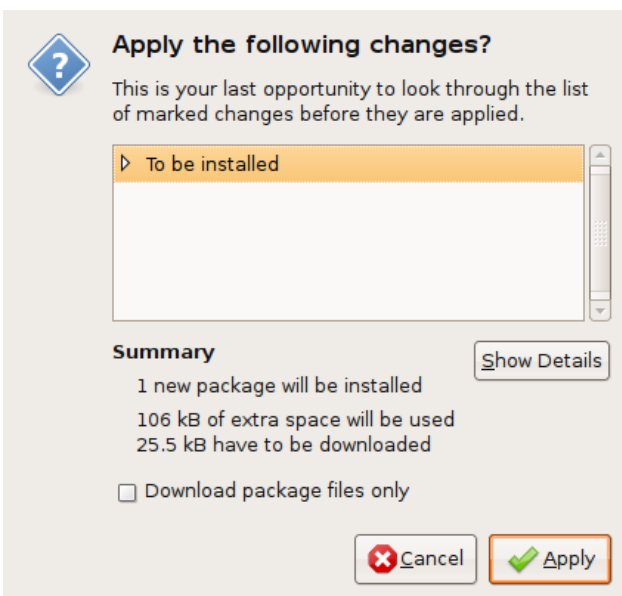 ?
Apply the following changes?
This is your last opportunity to look through the list
of marked changes before they are applied.
To be installed
Summary
Show Details
1 new package will be installed
106 kB of extra space will be used
25.5 kB have to be downloaded
Download package files only
Cancel
Apply